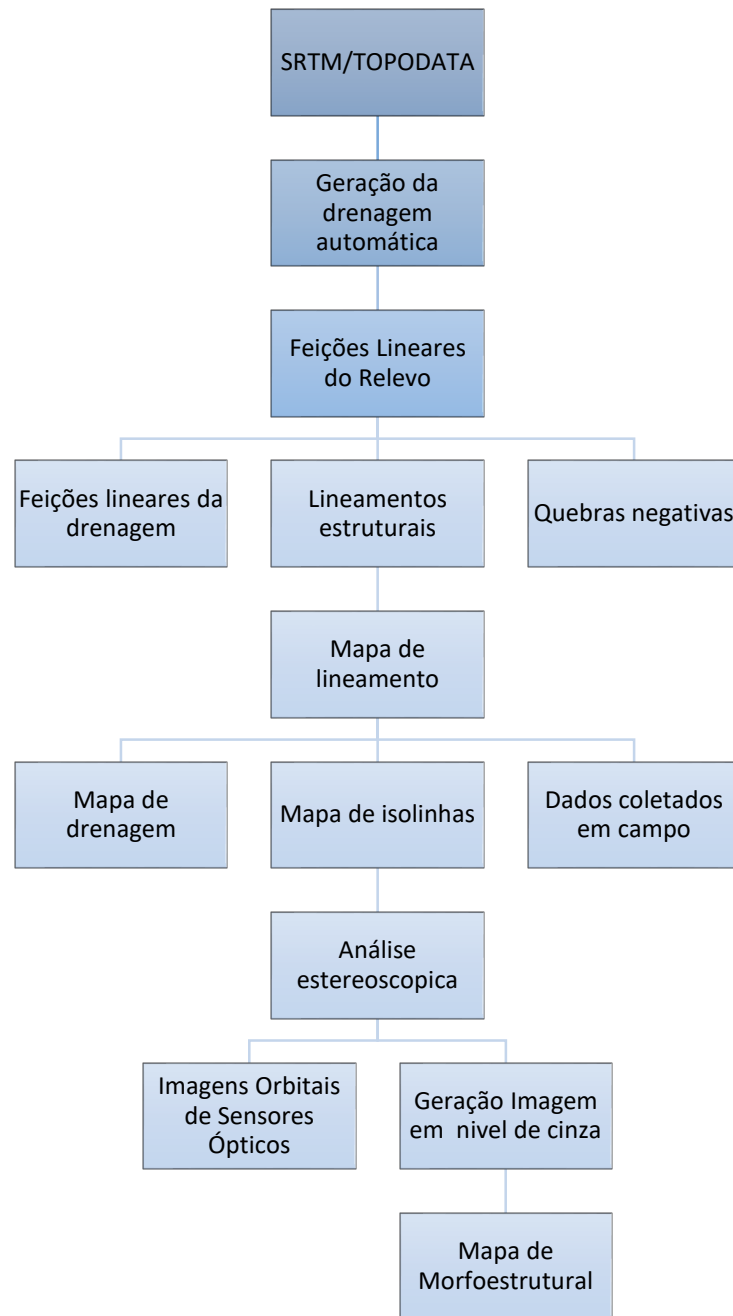 SRTM/TOPODATA
Geração da
drenagem
automática
Feições Lineares
do Relevo
Feições lineares da
drenagem
Lineamentos
estruturais
Quebras negativas
Mapa de
lineamento
Mapa de
drenagem
Mapa de isolinhas
Dados coletados
em campo
Análise
estereoscopica
Imagens Orbitais
de Sensores
Ópticos
Geração Imagem
em nivel de cinza
Mapa de
Morfoestrutural